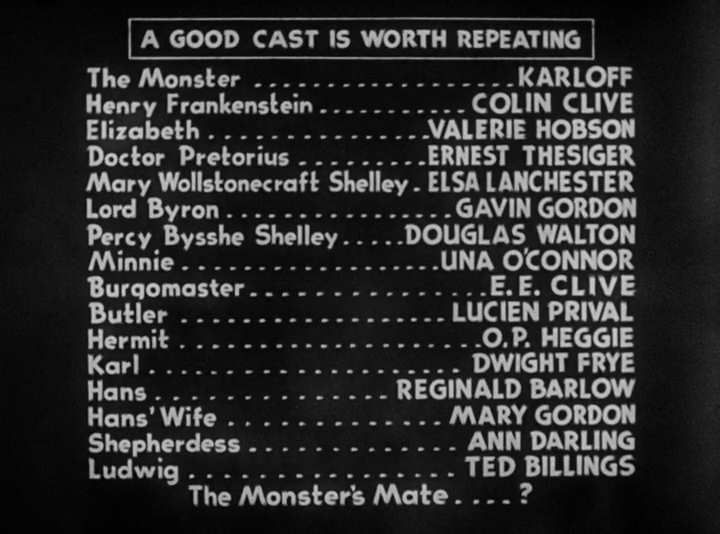 A GOOD CAST IS WORTH REPEATING
The Monster ....................KARLOFF
Henry Frankenstein...........COLIN CLIVE
Elizabeth ................VALERIE HOBSON
Doctor Pretorius .........ERNEST THESIGER
Mary Wollstonecraft Shelley. ELSA LANCHESTER
Lord Byron.................GAVIN GORDON
Percy Bysshe Shelley.....DOUGLAS WALTON
Minnie....................UNA O'CONNOR
Burgomaster..................E.E. CLIVE
Butler .................... LUCIEN PRIVAL
Hermit .......................O.P. HEGGIE
Karl ........................ DWIGHT FRYE
Hans.................. REGINALD BARLOW
Hans' Wife ................MARY GORDON
Shepherdess................ ANN DARLING
Ludwig .................... TED BILLINGS
The Monster's Mate....?